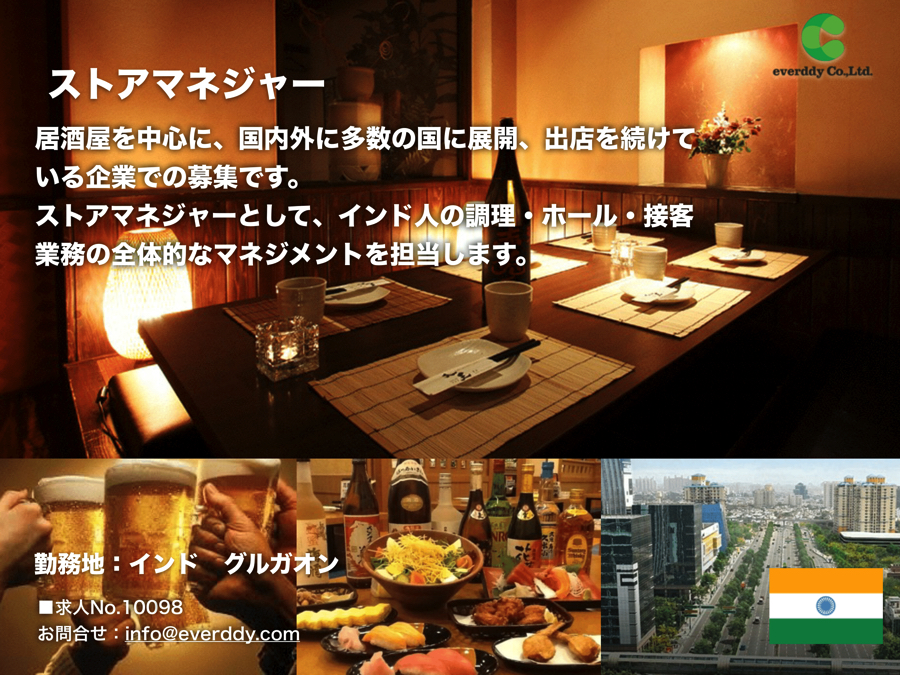 everddy Co.,Ltd.
ストアマネジャー
居酒屋を中心に、国内外に多数の国に展開、出店を続けて
いる企業での募集です。
ストアマネジャーとして、インド人の調理・ホール・接客
業務の全体的なマネジメントを担当します。
勤務地：インド　グルガオン
■求人No.10098
お問合せ：info@everddy.com